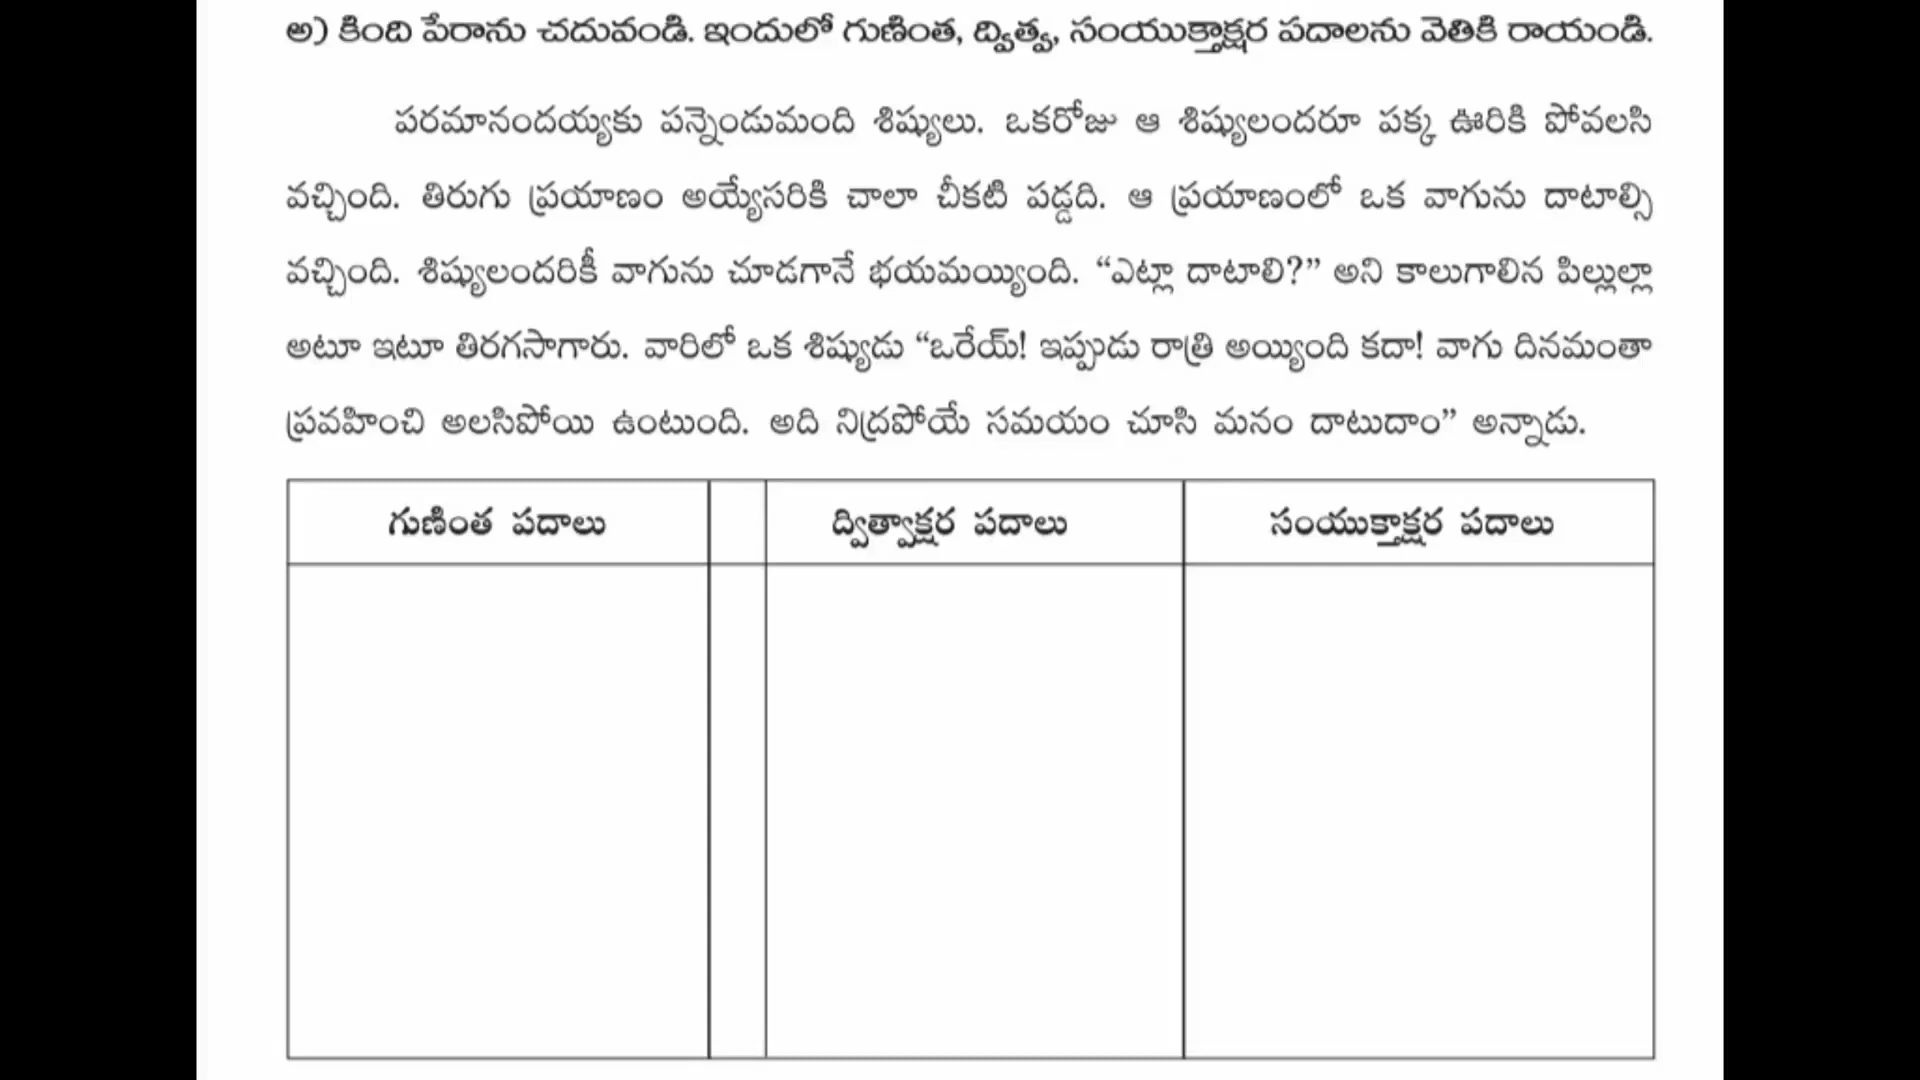 అ) కింది పేరాను చదువండి. ఇందులో గుణింత, ద్విత్వ, సంయుక్తాక్షర పదాలను వెతికి రాయండి.
పరమానందయ్యకు పన్నెండుమంది శిష్యులు. ఒకరోజు ఆ శిష్యులందరూ పక్క ఊరికి పోవలసి
వచ్చింది. తిరుగు ప్రయాణం అయ్యేసరికి చాలా చీకటి పడ్డది. ఆ ప్రయాణంలో ఒక వాగును దాటాల్సి
వచ్చింది. శిష్యులందరికీ వాగును చూడగానే భయమయ్యింది. “ఎట్లా దాటాలి?” అని కాలుగాలిన పిల్లుల్లా
అటూ ఇటూ తిరగసాగారు. వారిలో ఒక శిష్యుడు “ఒరేయ్! ఇప్పుడు రాత్రి అయ్యింది కదా! వాగు దినమంతా
ప్రవహించి అలసిపోయి ఉంటుంది. అది నిద్రపోయే సమయం చూసి మనం దాటుదాం” అన్నాడు.
గుణింత పదాలు ద్విత్వాక్షర పదాలు సంయుక్తాక్షర పదాలు